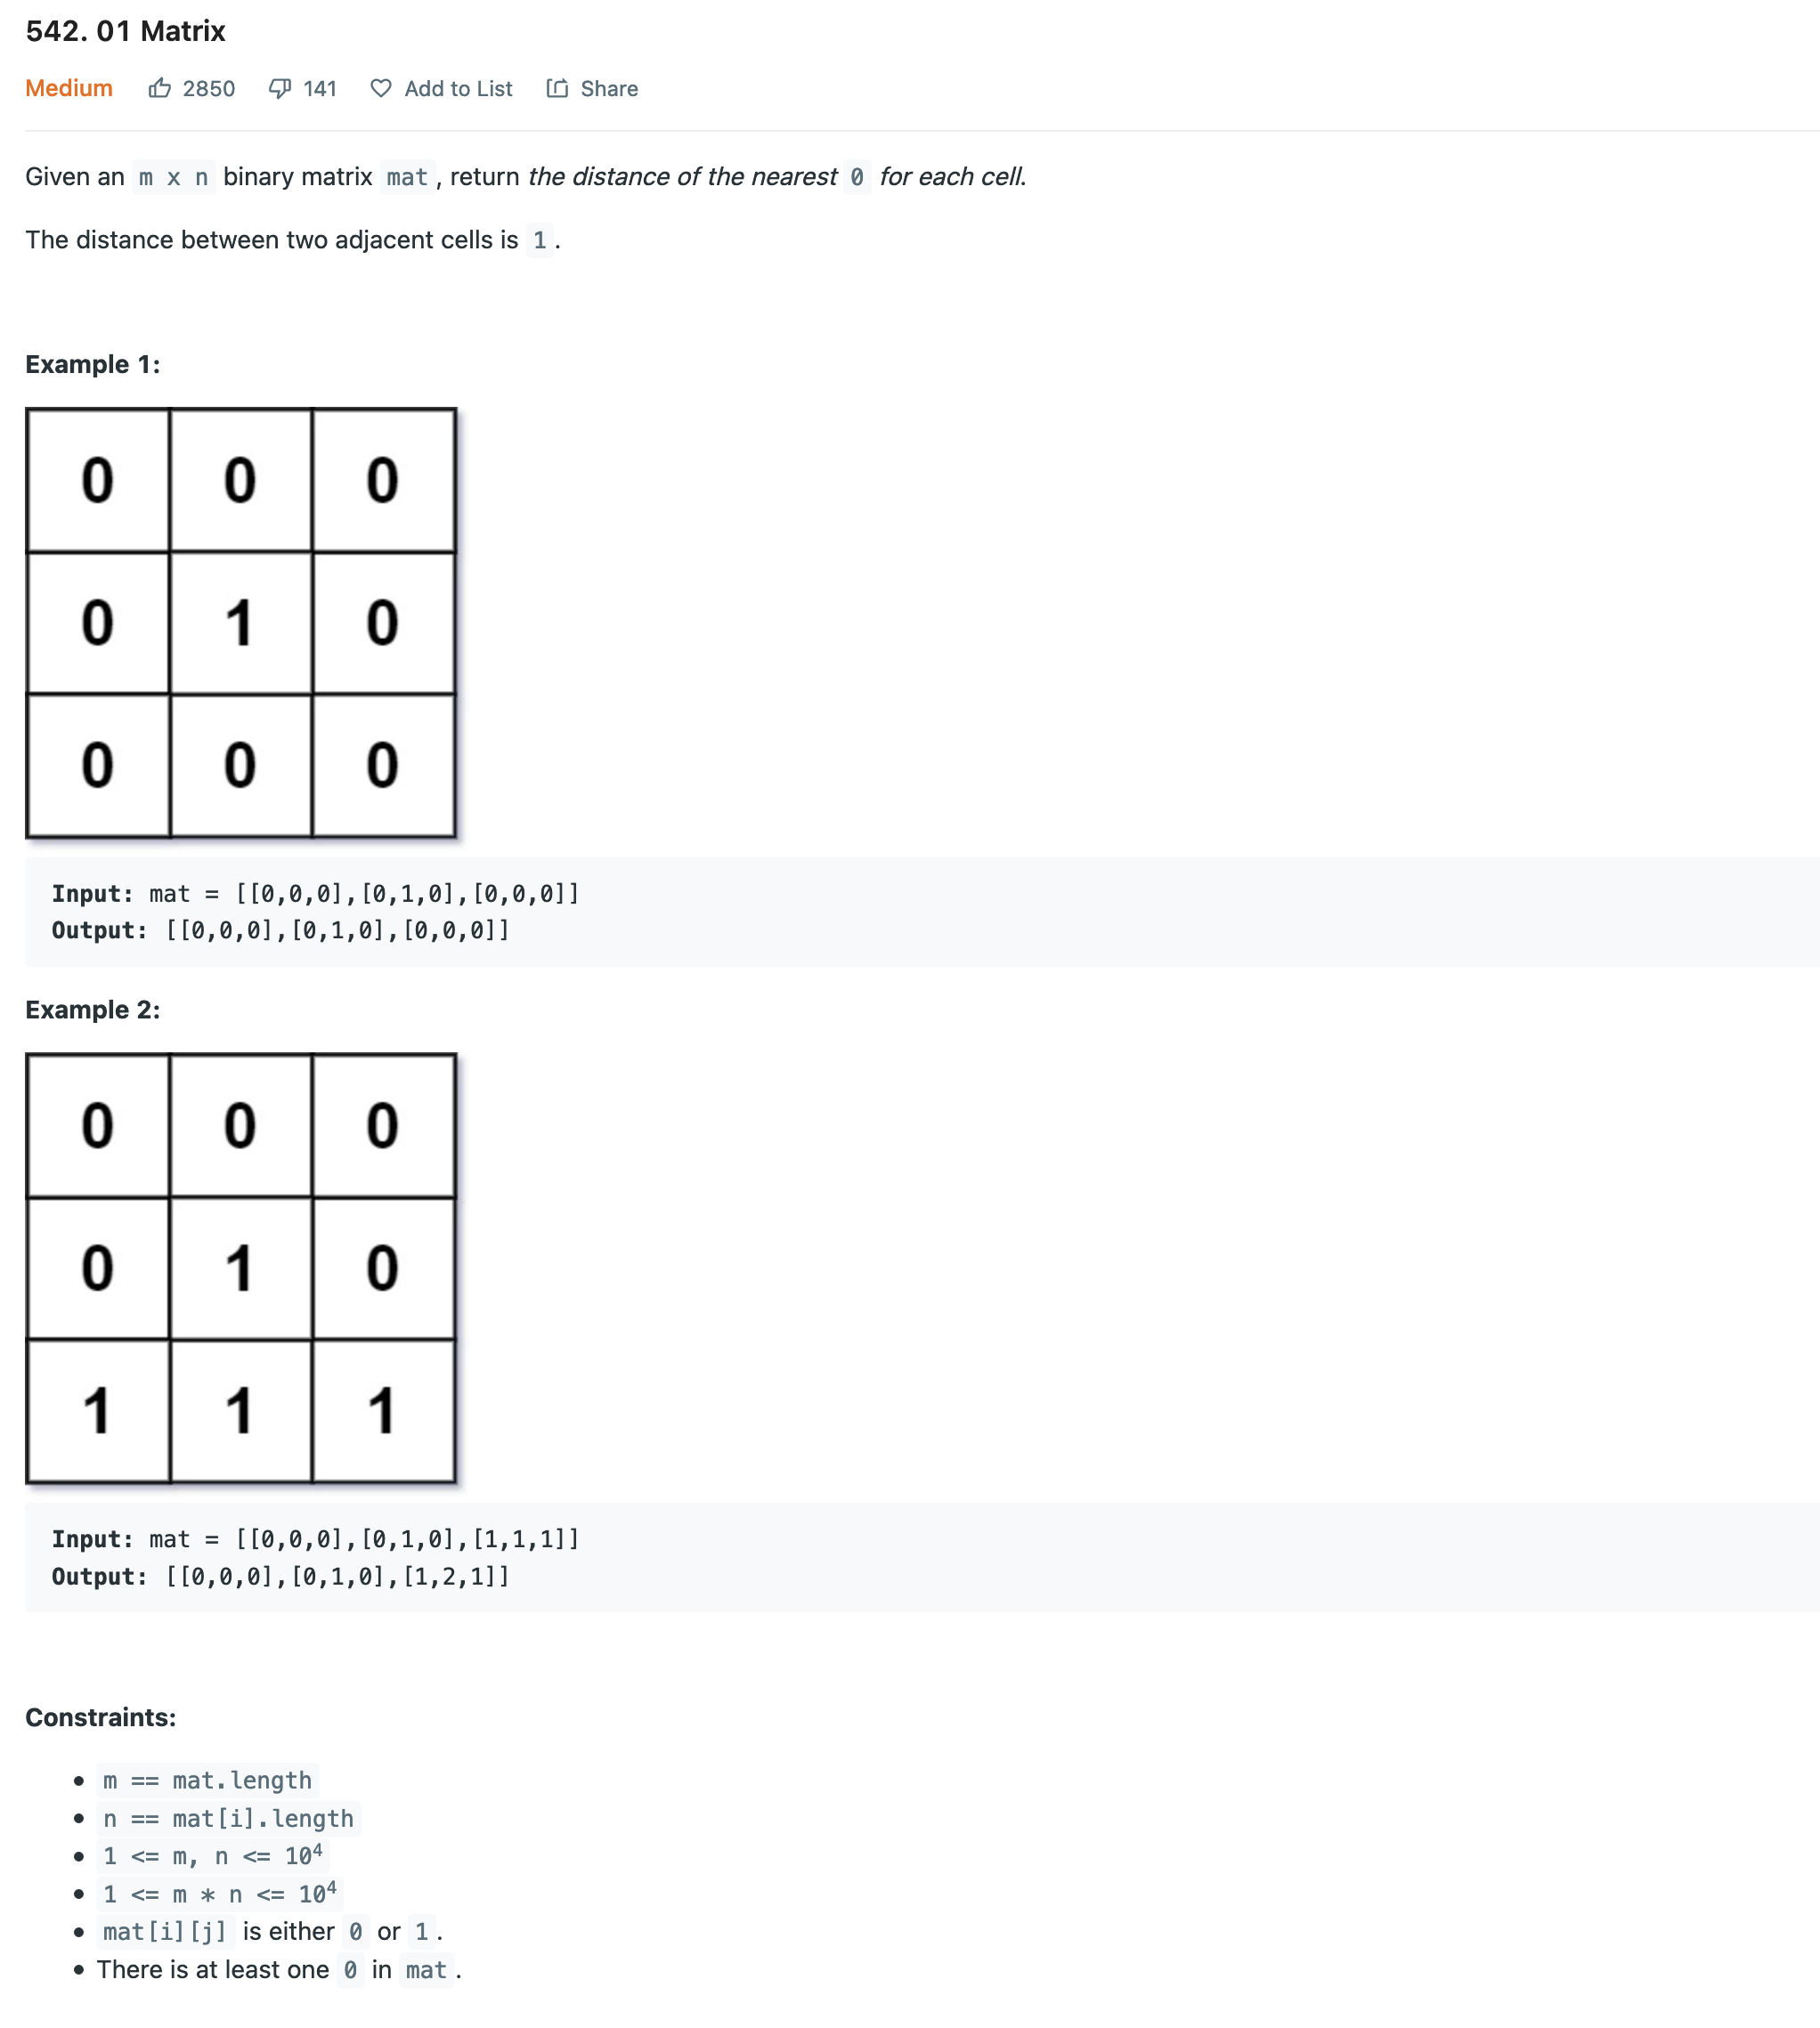 542. 01 Matrix
Medium 2850 141 Add to List Share
Given an m x n binary matrix mat, return the distance of the nearest 0 for each cell.
The distance between two adjacent cells is 1.
Example 1:
0 0 0
0 1 0
0 0 0
Input: mat = [[0,0,0],[0,1,0],[0,0,0]]
Output: [[0,0,0],[0,1,0],[0,0,0]]
Example 2:
0 0 0
0 1 0
1 1 1
Input: mat = [[0,0,0],[0,1,0],[1,1,1]]
Output: [[0,0,0],[0,1,0],[1,2,1]]
Constraints:
• m == mat.length
• n == mat[i].length
• 1 <= m, n <= 10⁴
• 1 <= m * n <= 10⁴
• mat[i][j] is either 0 or 1.
• There is at least one 0 in mat.